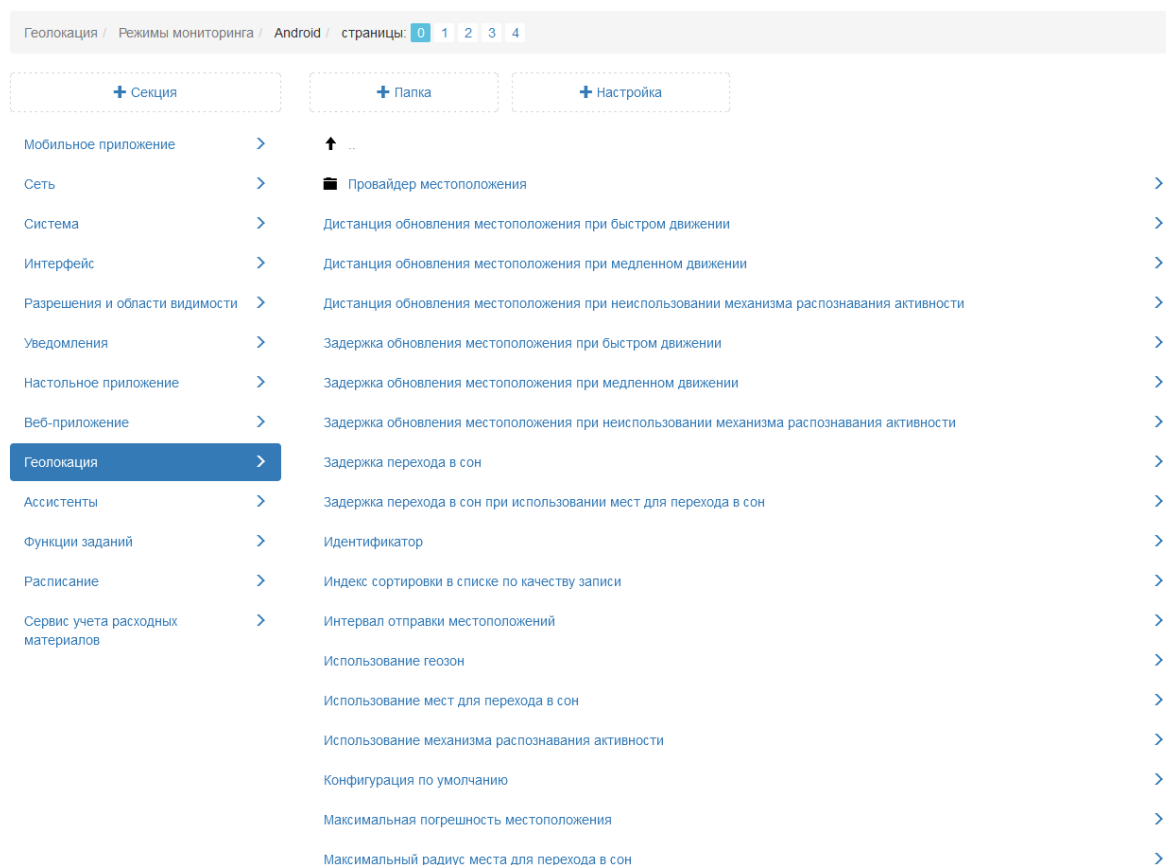 Геолокация / Режимы мониторинга / Android / страницы: 0 1 2 3 4
+ Секция
+ Папка
+ Настройка
Мобильное приложение
Сеть
Система
Интерфейс
Разрешения и области видимости
Уведомления
Настольное приложение
Веб-приложение
Геолокация
Ассистенты
Функции заданий
Расписание
Сервис учета расходных
материалов
..
Провайдер местоположения
Дистанция обновления местоположения при быстром движении
Дистанция обновления местоположения при медленном движении
Дистанция обновления местоположения при неиспользовании механизма распознавания активности
Задержка обновления местоположения при быстром движении
Задержка обновления местоположения при медленном движении
Задержка обновления местоположения при неиспользовании механизма распознавания активности
Задержка перехода в сон
Задержка перехода в сон при использовании мест для перехода в сон
Идентификатор
Индекс сортировки в списке по качеству записи
Интервал отправки местоположений
Использование геозон
Использование мест для перехода в сон
Использование механизма распознавания активности
Конфигурация по умолчанию
Максимальная погрешность местоположения
Максимальный радиус места для перехода в сон